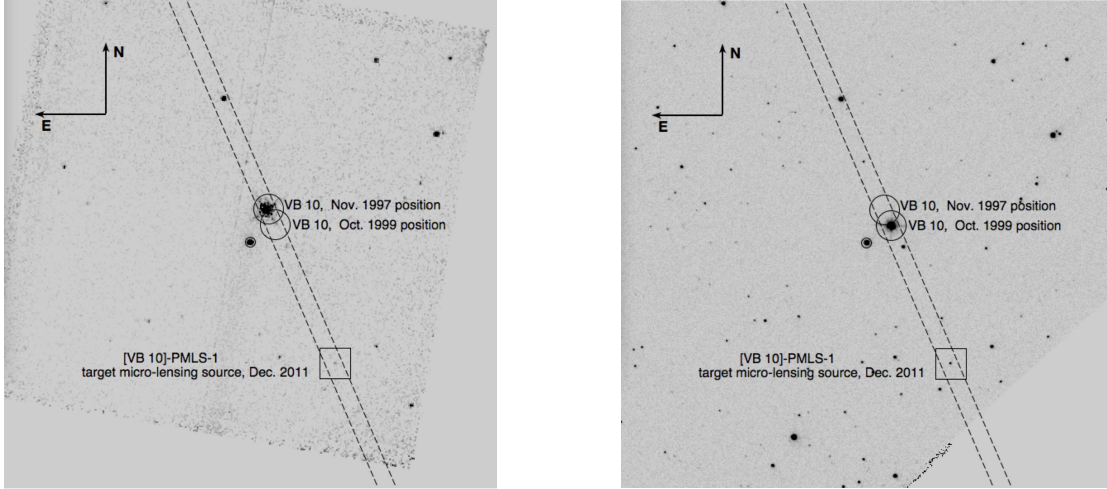 N
E
VB 10,  Nov. 1997 position
VB 10,  Oct. 1999 position
[VB 10]-PMLS-1
target micro-lensing source, Dec. 2011
N
E
VB 10,  Nov. 1997 position
VB 10,  Oct. 1999 position
[VB 10]-PMLS-1
target micro-lensing source, Dec. 2011